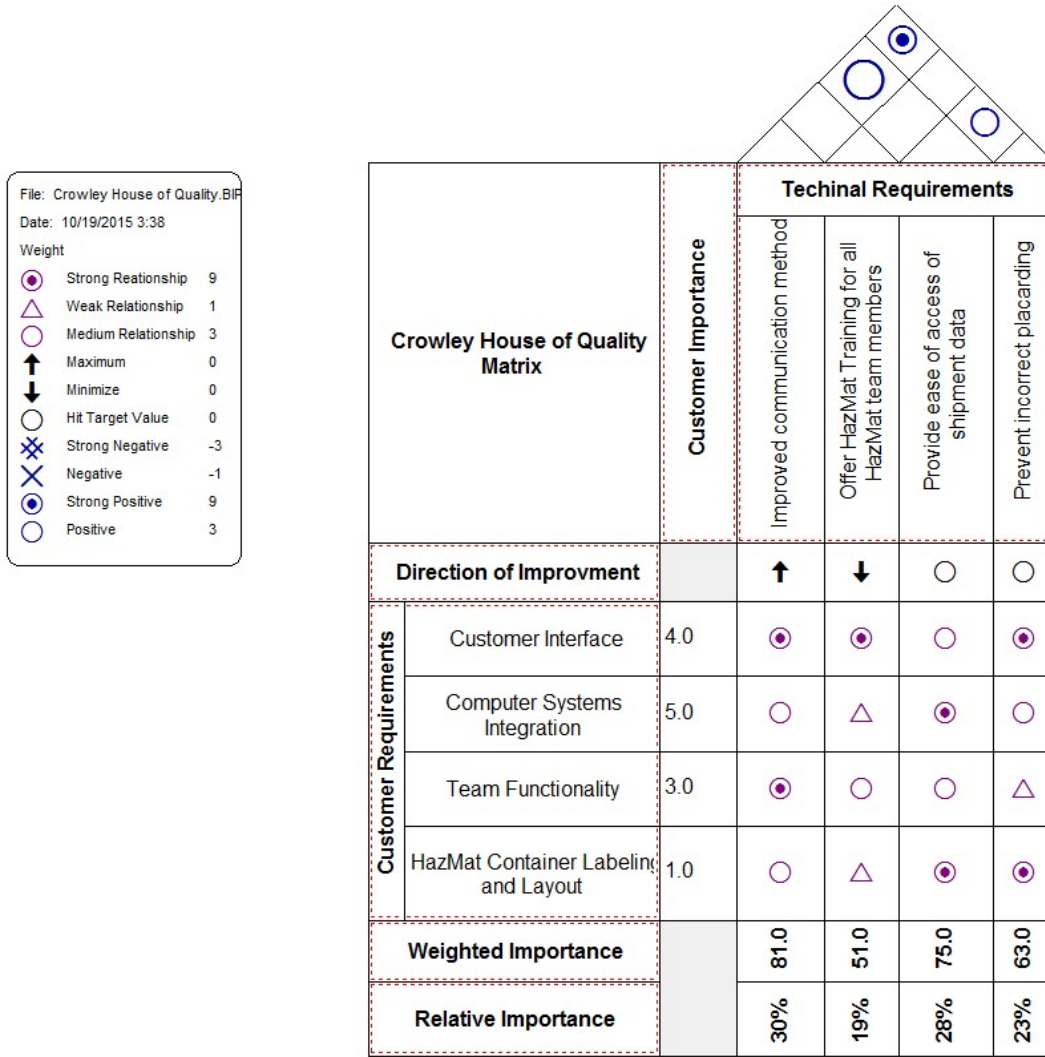 File: Crowley House of Quality.BIP
Date: 10/19/2015 3:38
Weight
Strong Reationship 9
Weak Relationship 1
Medium Relationship 3
Maximum 0
Minimize 0
Hit Target Value 0
Strong Negative -3
Negative -1
Strong Positive 9
Positive 3
Crowley House of Quality
Matrix
Customer Importance
Techinal Requirements
Improved communication method
Offer HazMat Training for all
HazMat team members
Provide ease of access of
shipment data
Prevent incorrect placarding
Direction of Improvment
Customer Requirements
Customer Interface 4.0
Computer Systems
Integration 5.0
Team Functionality 3.0
HazMat Container Labeling
and Layout 1.0
Weighted Importance 81.0 51.0 75.0 63.0
Relative Importance 30% 19% 28% 23%